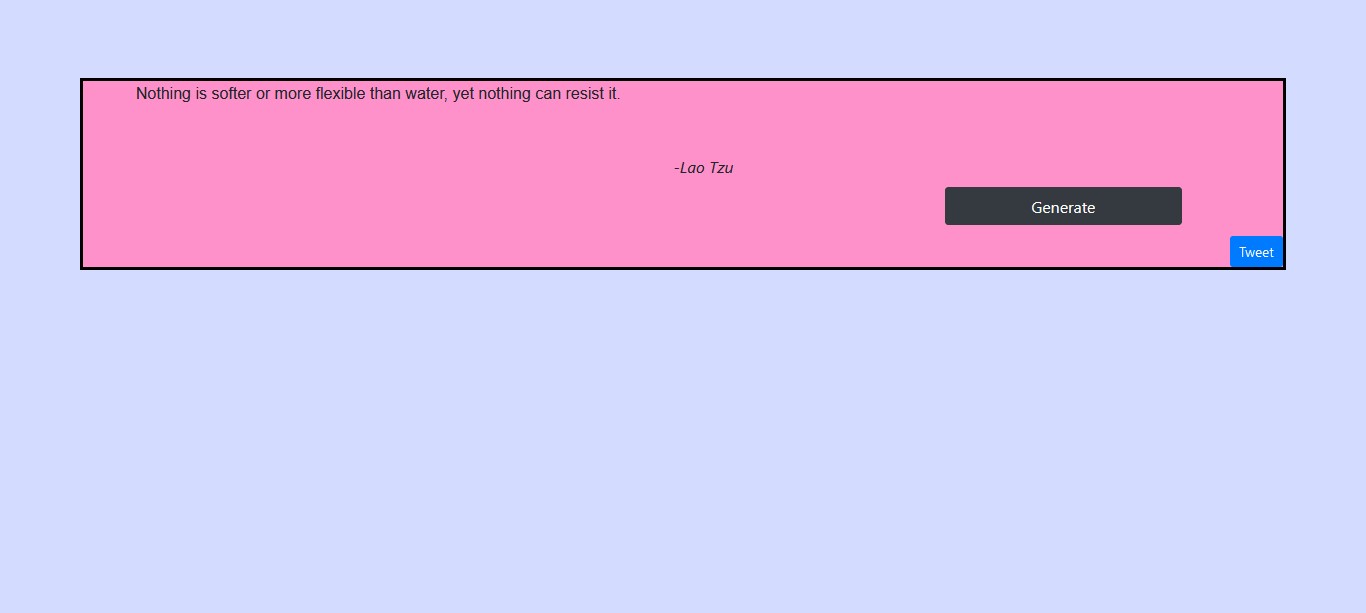 Nothing is softer or more flexible than water, yet nothing can resist it.
-Lao Tzu
Generate
Tweet